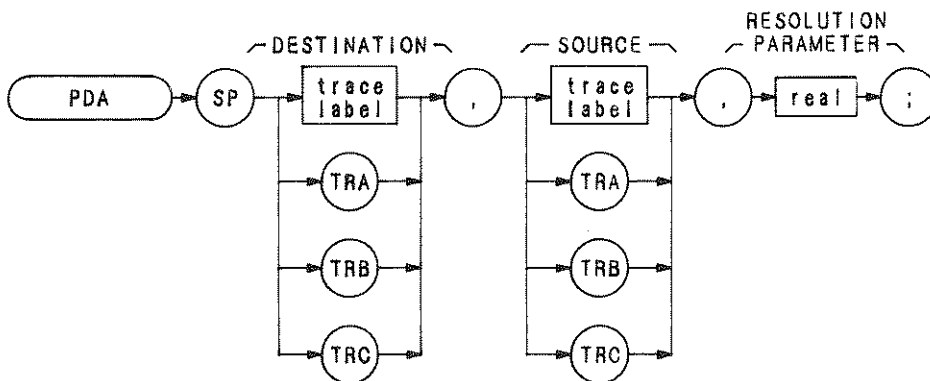 DESTINATION
SOURCE
RESOLUTION
PARAMETER
PDA SP trace label , trace label , real ;
TRA TRA
TRB TRB
TRC TRC